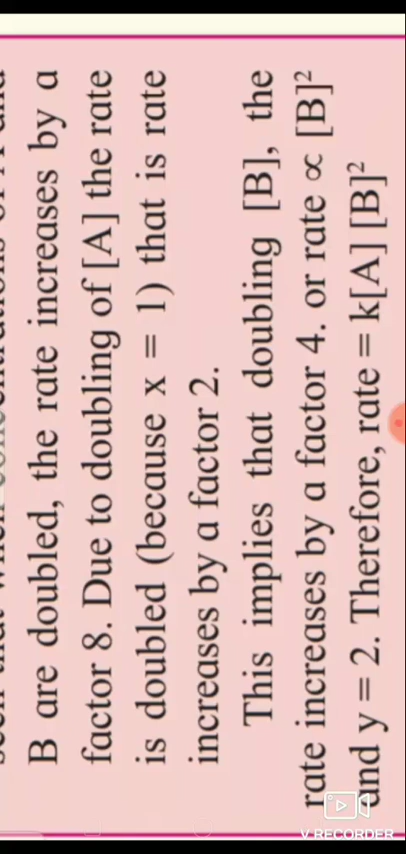 B are doubled, the rate increases by a
factor 8. Due to doubling of [A] the rate
is doubled (because x = 1) that is rate
increases by a factor 2.
This implies that doubling [B], the
rate increases by a factor 4. or rate ∝ [B]²
and y = 2. Therefore, rate = k[A] [B]²
V RECORDER